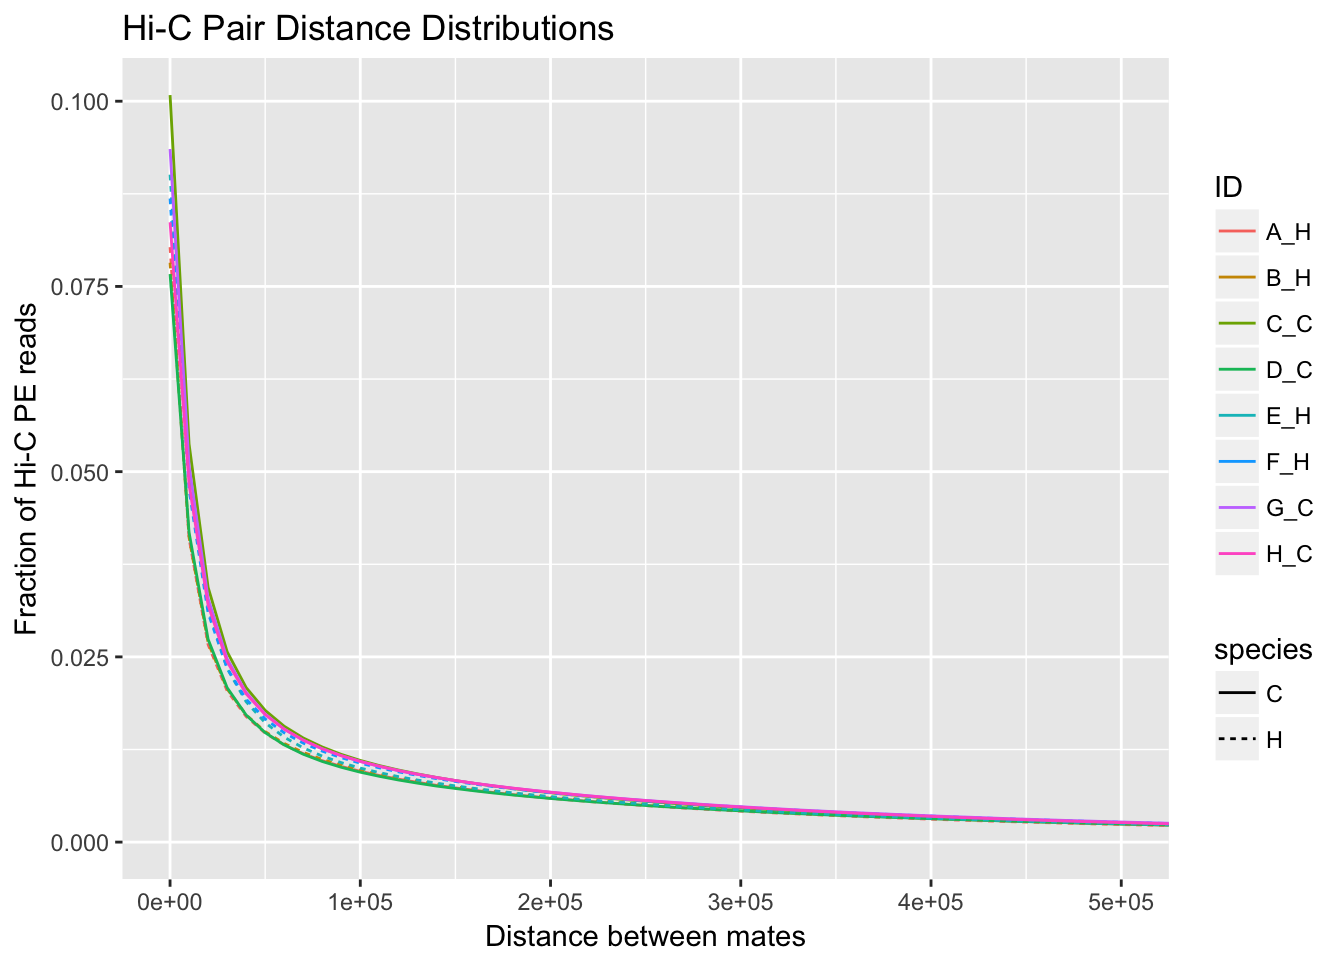 Hi-C Pair Distance Distributions
Fraction of Hi-C PE reads
0.100
0.075
0.050
0.025
0.000
0e+00 1e+05 2e+05 3e+05 4e+05 5e+05
Distance between mates
ID
A_H
B_H
C_C
D_C
E_H
F_H
G_C
H_C
species
C
H